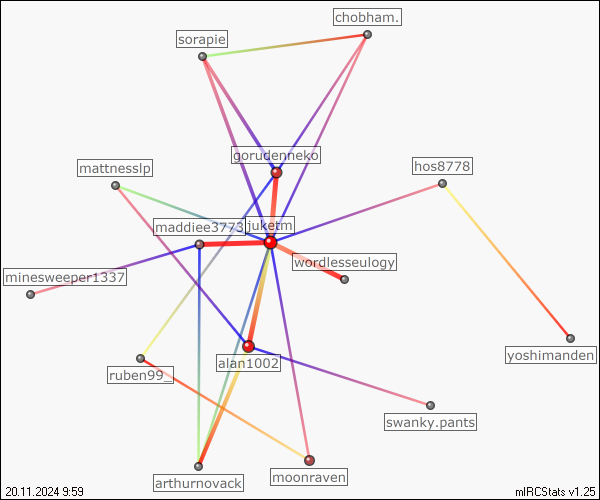 chobham.
sorapie
gorudenneko
mattnesslp
hos8778
maddiee3773
juketm
wordlesseulogy
minesweeper1337
yoshimanden
alan1002
ruben99_
swanky.pants
arthurnovack
moonraven
20.11.2024 9:59
mIRCStats v1.25